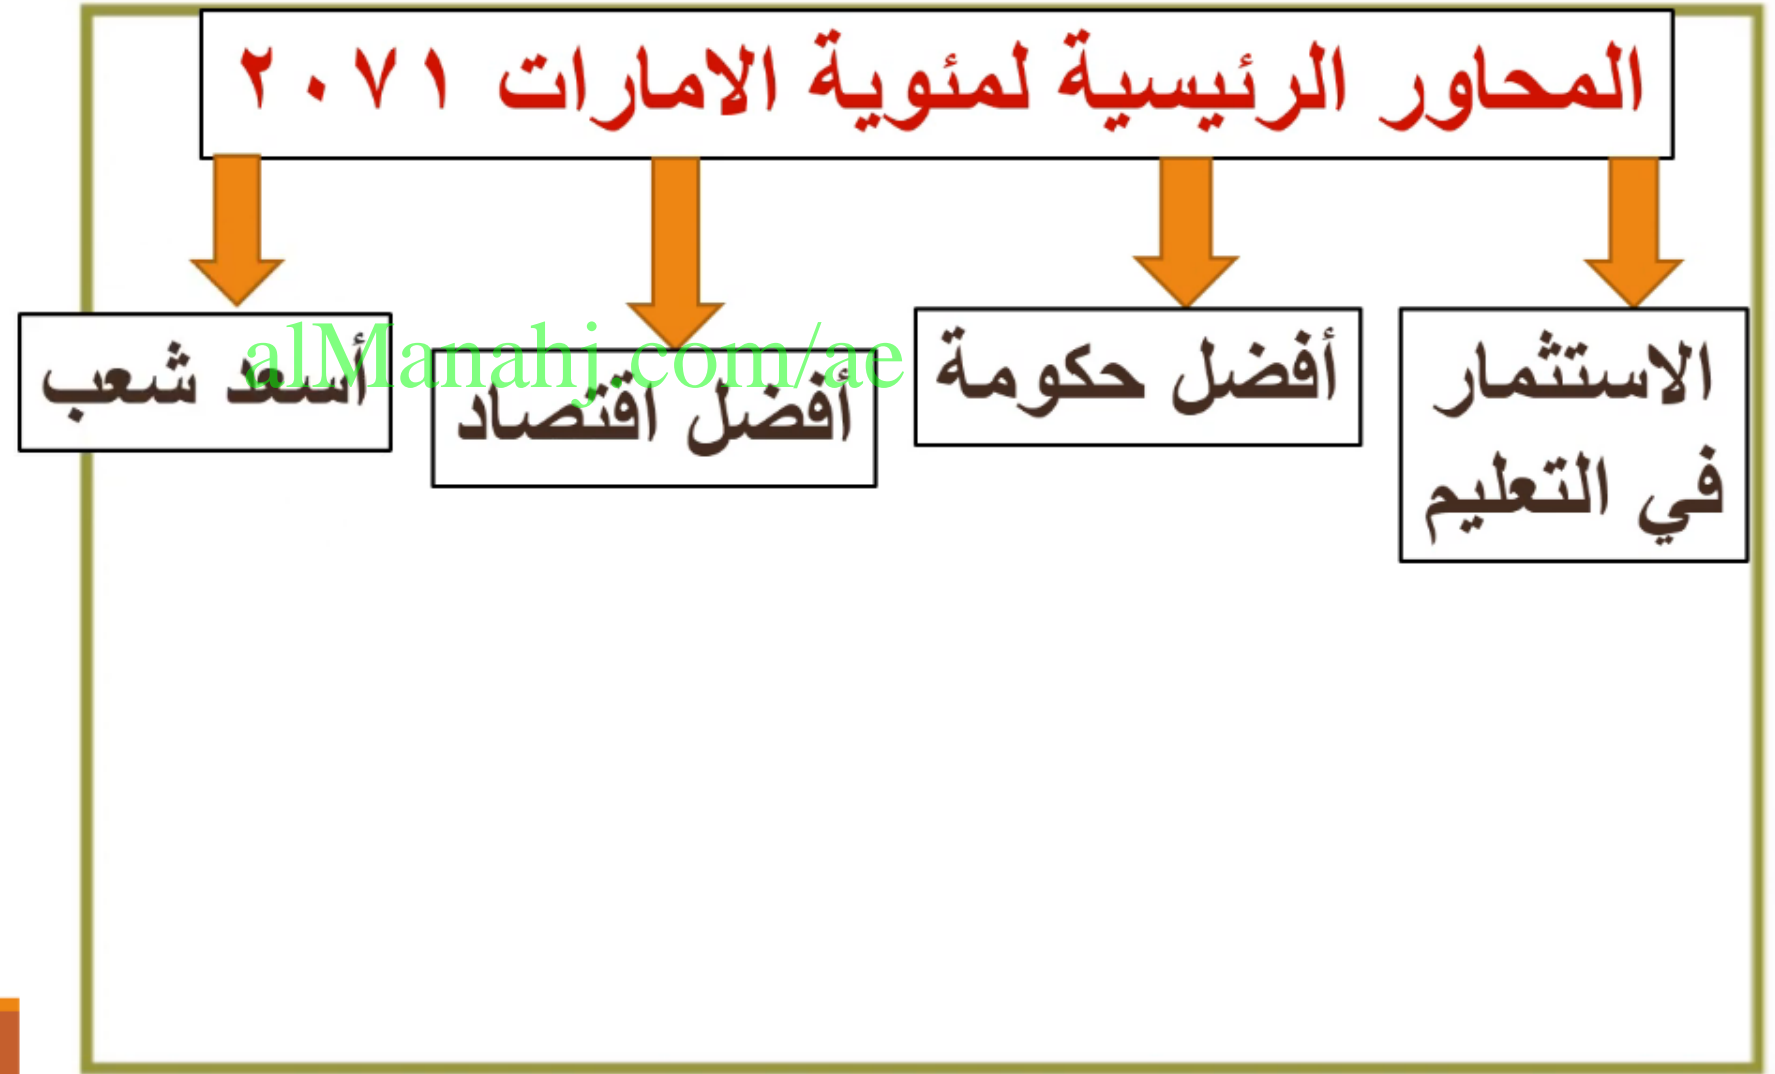 المحاور الرئيسية لمئوية الامارات ٢٠٧١
الاستثمار
في التعليم
أفضل حكومة
أفضل اقتصاد
أسعد شعب
alManahj.com/ae